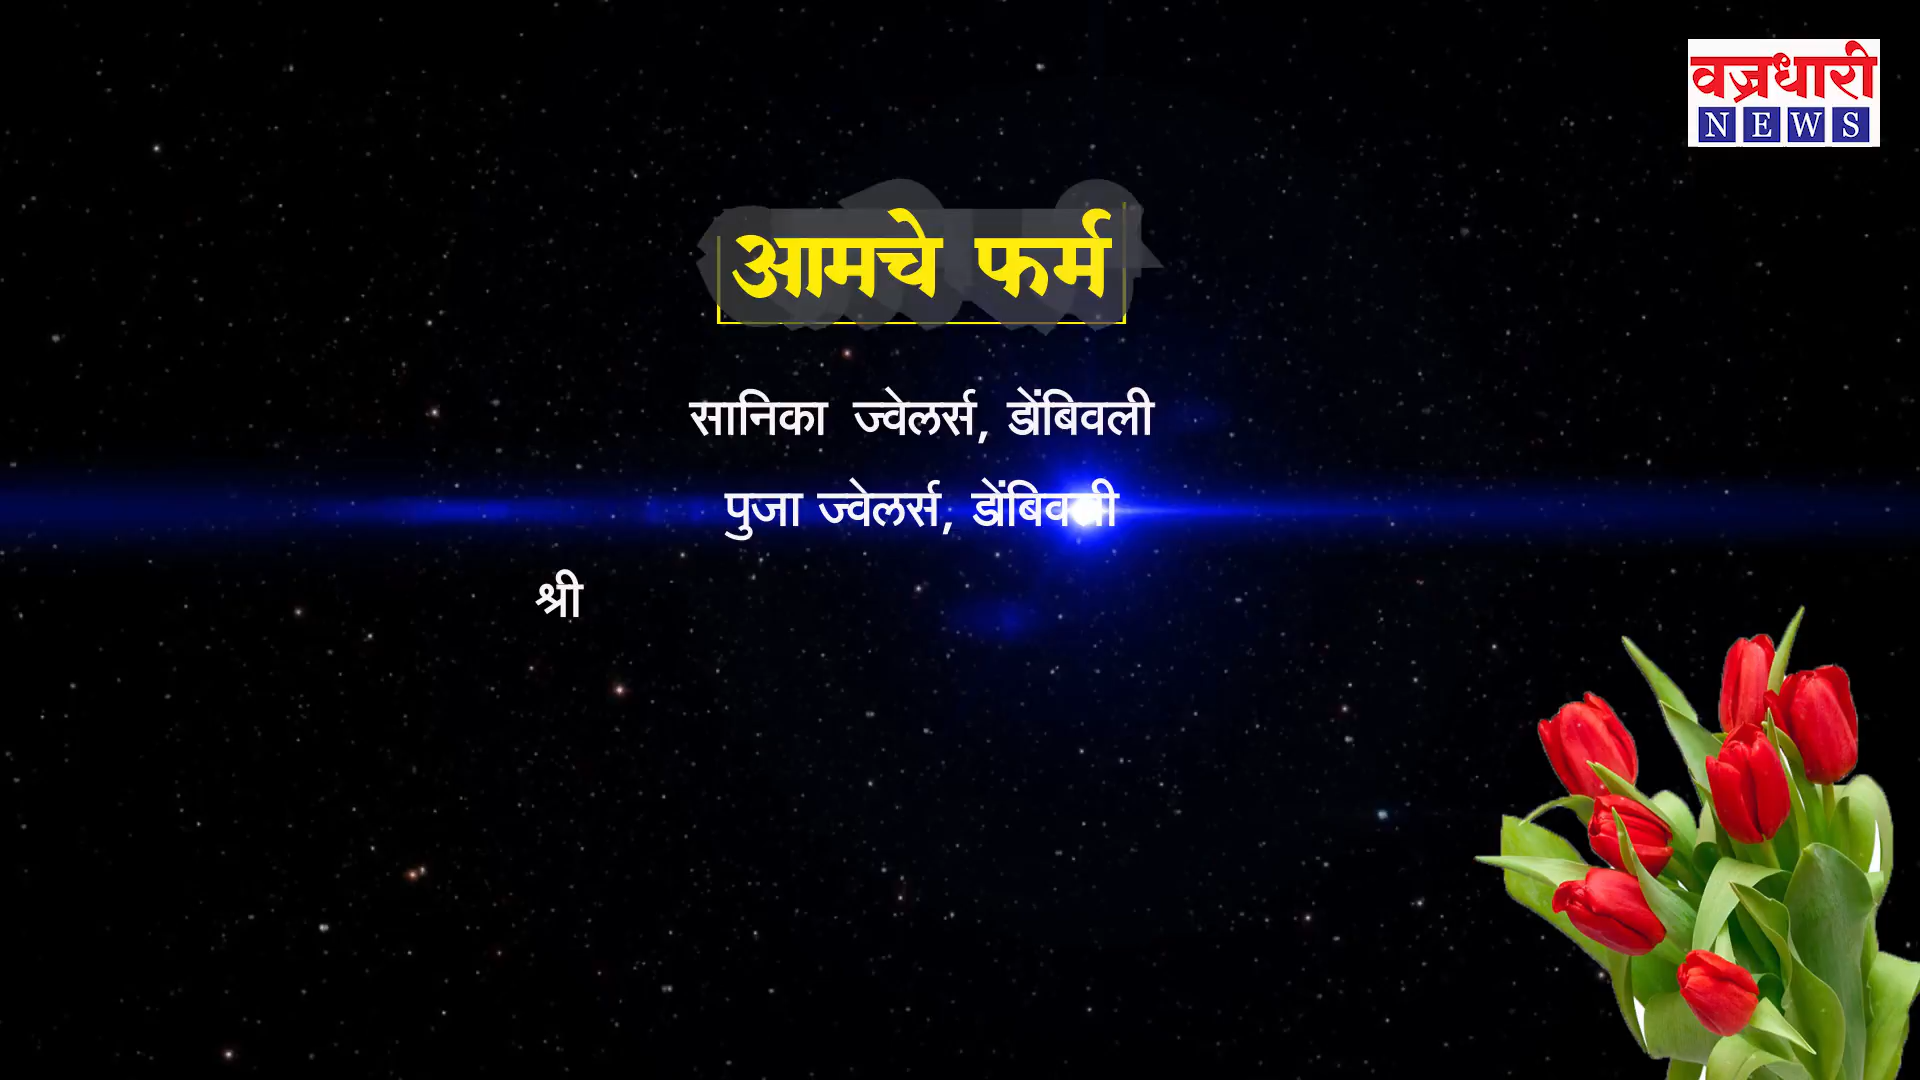 वज्रधारी
NEWS
आमचे फर्म
सानिका ज्वेलर्स, डोंबिवली
पुजा ज्वेलर्स, डोंबिवली
श्री